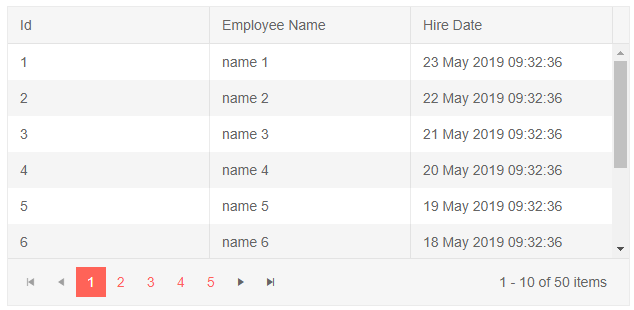 Id Employee Name Hire Date
1 name 1 23 May 2019 09:32:36
2 name 2 22 May 2019 09:32:36
3 name 3 21 May 2019 09:32:36
4 name 4 20 May 2019 09:32:36
5 name 5 19 May 2019 09:32:36
6 name 6 18 May 2019 09:32:36
1 2 3 4 5 1 - 10 of 50 items